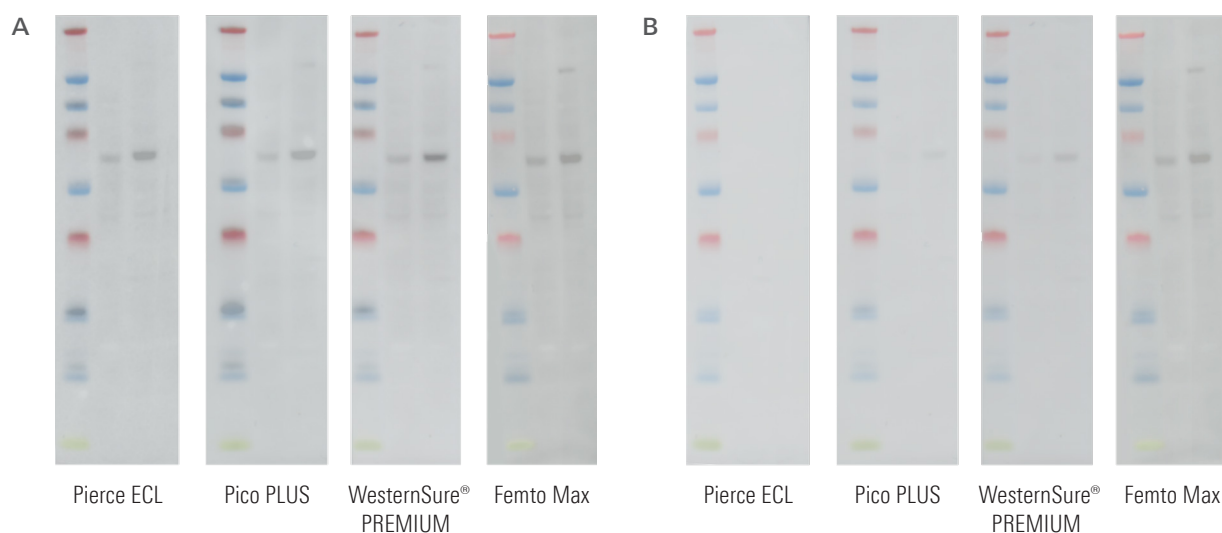 A
B
Pierce ECL
Pico PLUS
WesternSure®
PREMIUM
Femto Max
Pierce ECL
Pico PLUS
WesternSure®
PREMIUM
Femto Max